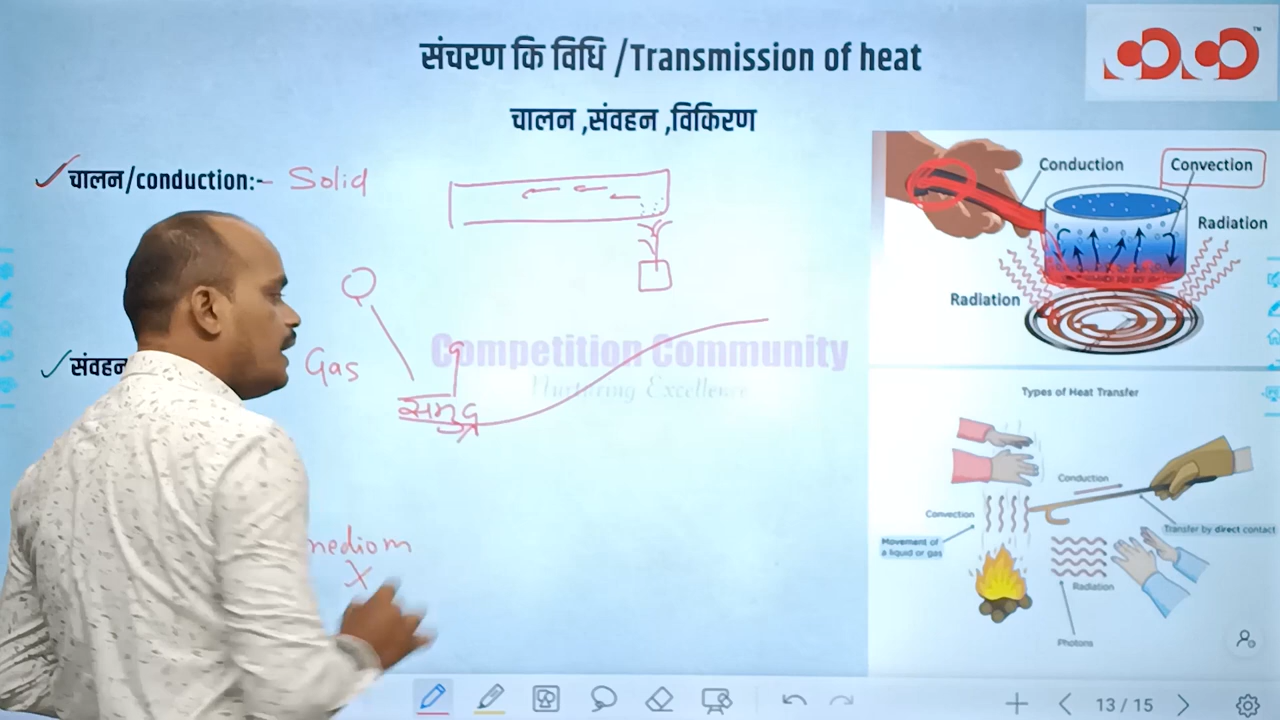 संचरण कि विधि /Transmission of heat
चालन ,संवहन ,विकिरण
चालन/conduction:- Solid
संवहन Gas
समुद्र
mediom
X
Competition Community
Nurturing Excellence
Conduction
Convection
Radiation
Radiation
Types of Heat Transfer
Conduction
Convection
Transfer by direct contact
Movement of
a liquid or gas
Radiation
Photons
13 / 15